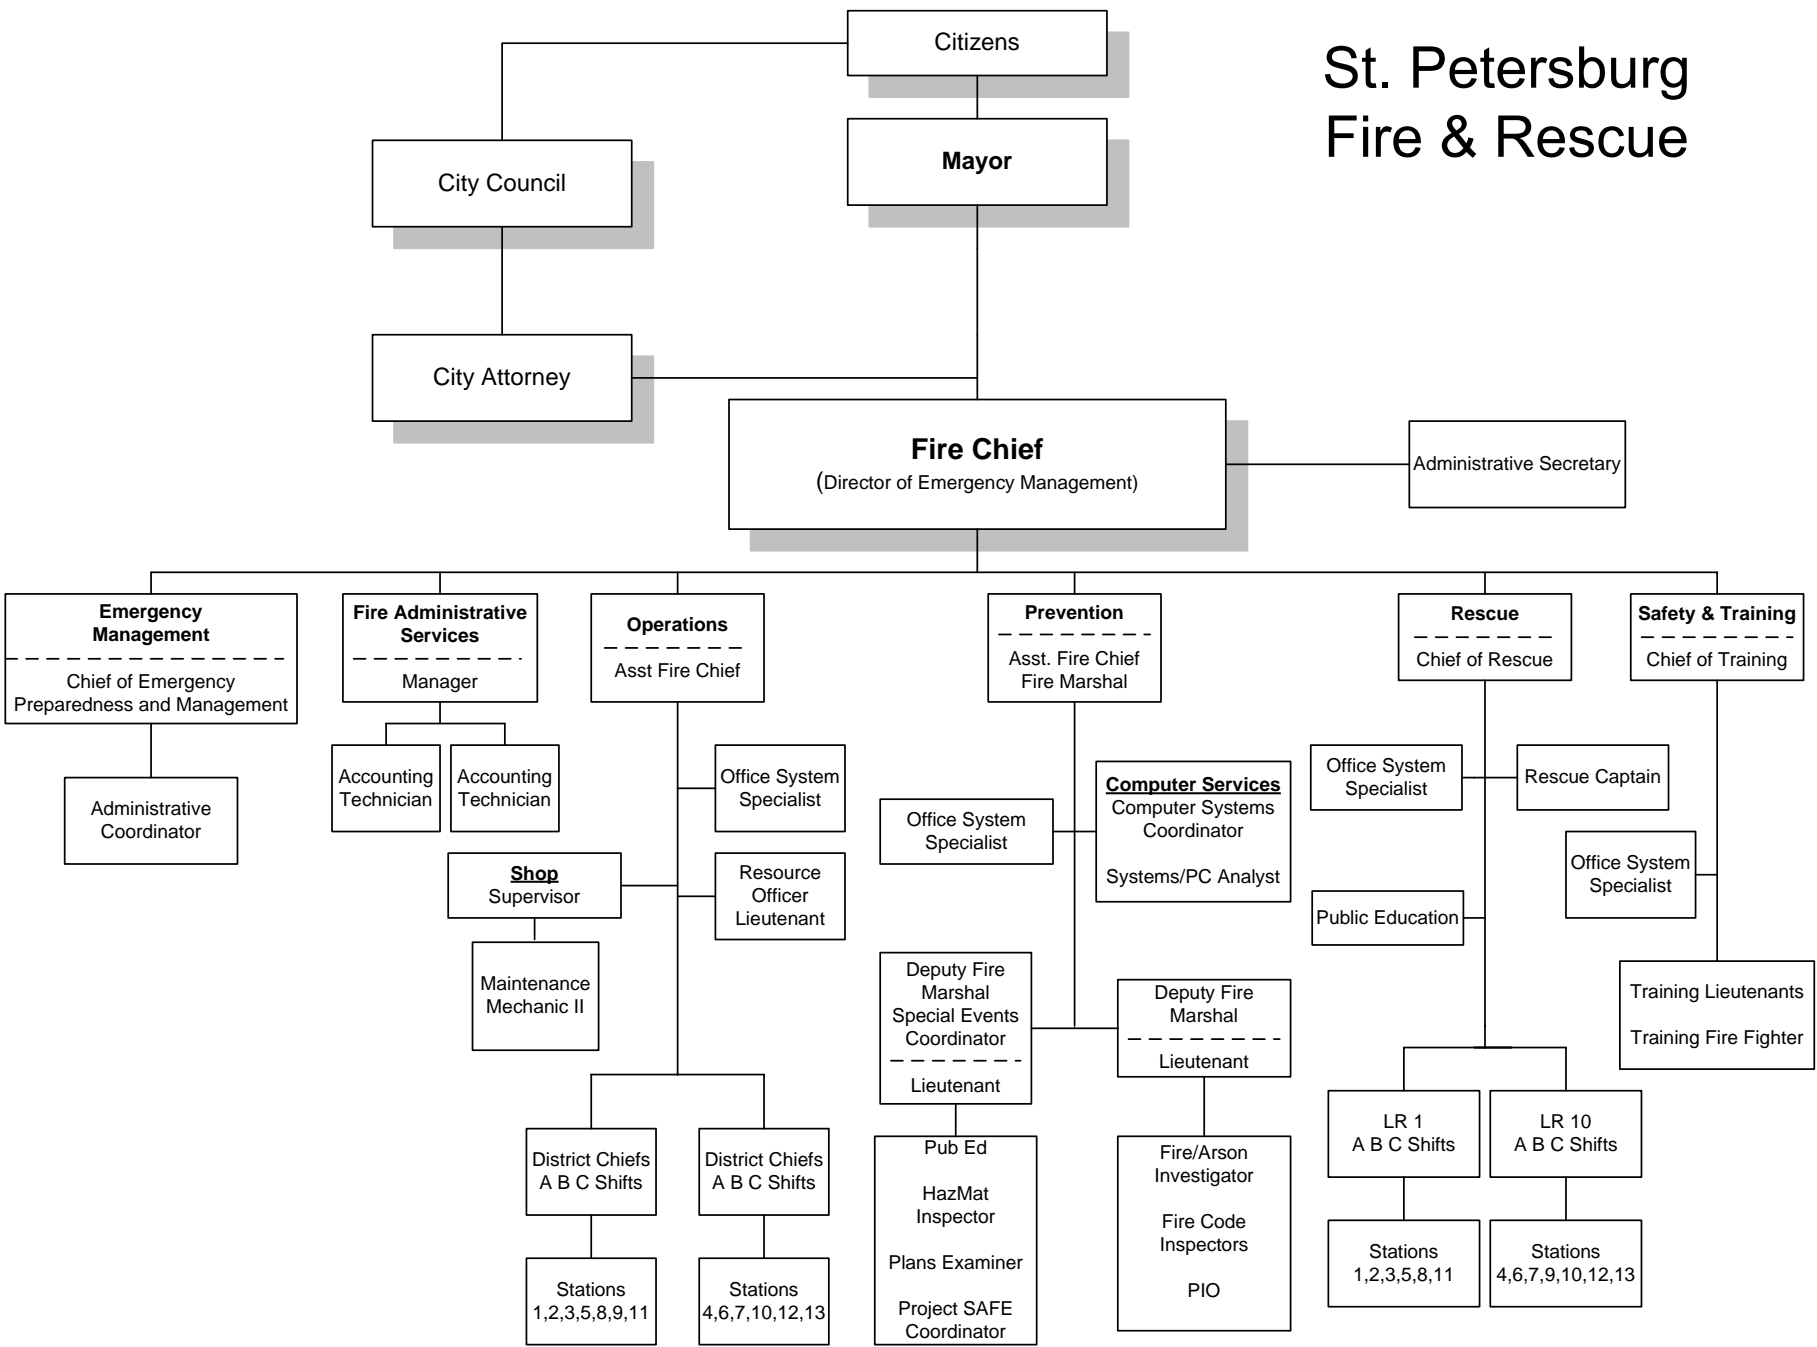 St. Petersburg
Fire & Rescue
Citizens
Mayor
City Council
City Attorney
Fire Chief
(Director of Emergency Management)
Administrative Secretary
Emergency
Management
Chief of Emergency
Preparedness and Management
Administrative
Coordinator
Fire Administrative
Services
Manager
Accounting
Technician
Accounting
Technician
Operations
Asst Fire Chief
Office System
Specialist
Shop
Supervisor
Resource
Officer
Lieutenant
Maintenance
Mechanic II
District Chiefs
A B C Shifts
District Chiefs
A B C Shifts
Stations
1,2,3,5,8,9,11
Stations
4,6,7,10,12,13
Prevention
Asst. Fire Chief
Fire Marshal
Office System
Specialist
Computer Services
Computer Systems
Coordinator
Systems/PC Analyst
Deputy Fire
Marshal
Special Events
Coordinator
Lieutenant
Deputy Fire
Marshal
Lieutenant
Pub Ed
HazMat
Inspector
Plans Examiner
Project SAFE
Coordinator
Fire/Arson
Investigator
Fire Code
Inspectors
PIO
Rescue
Chief of Rescue
Office System
Specialist
Rescue Captain
Public Education
LR 1
A B C Shifts
LR 10
A B C Shifts
Stations
1,2,3,5,8,11
Stations
4,6,7,9,10,12,13
Safety & Training
Chief of Training
Office System
Specialist
Training Lieutenants
Training Fire Fighter